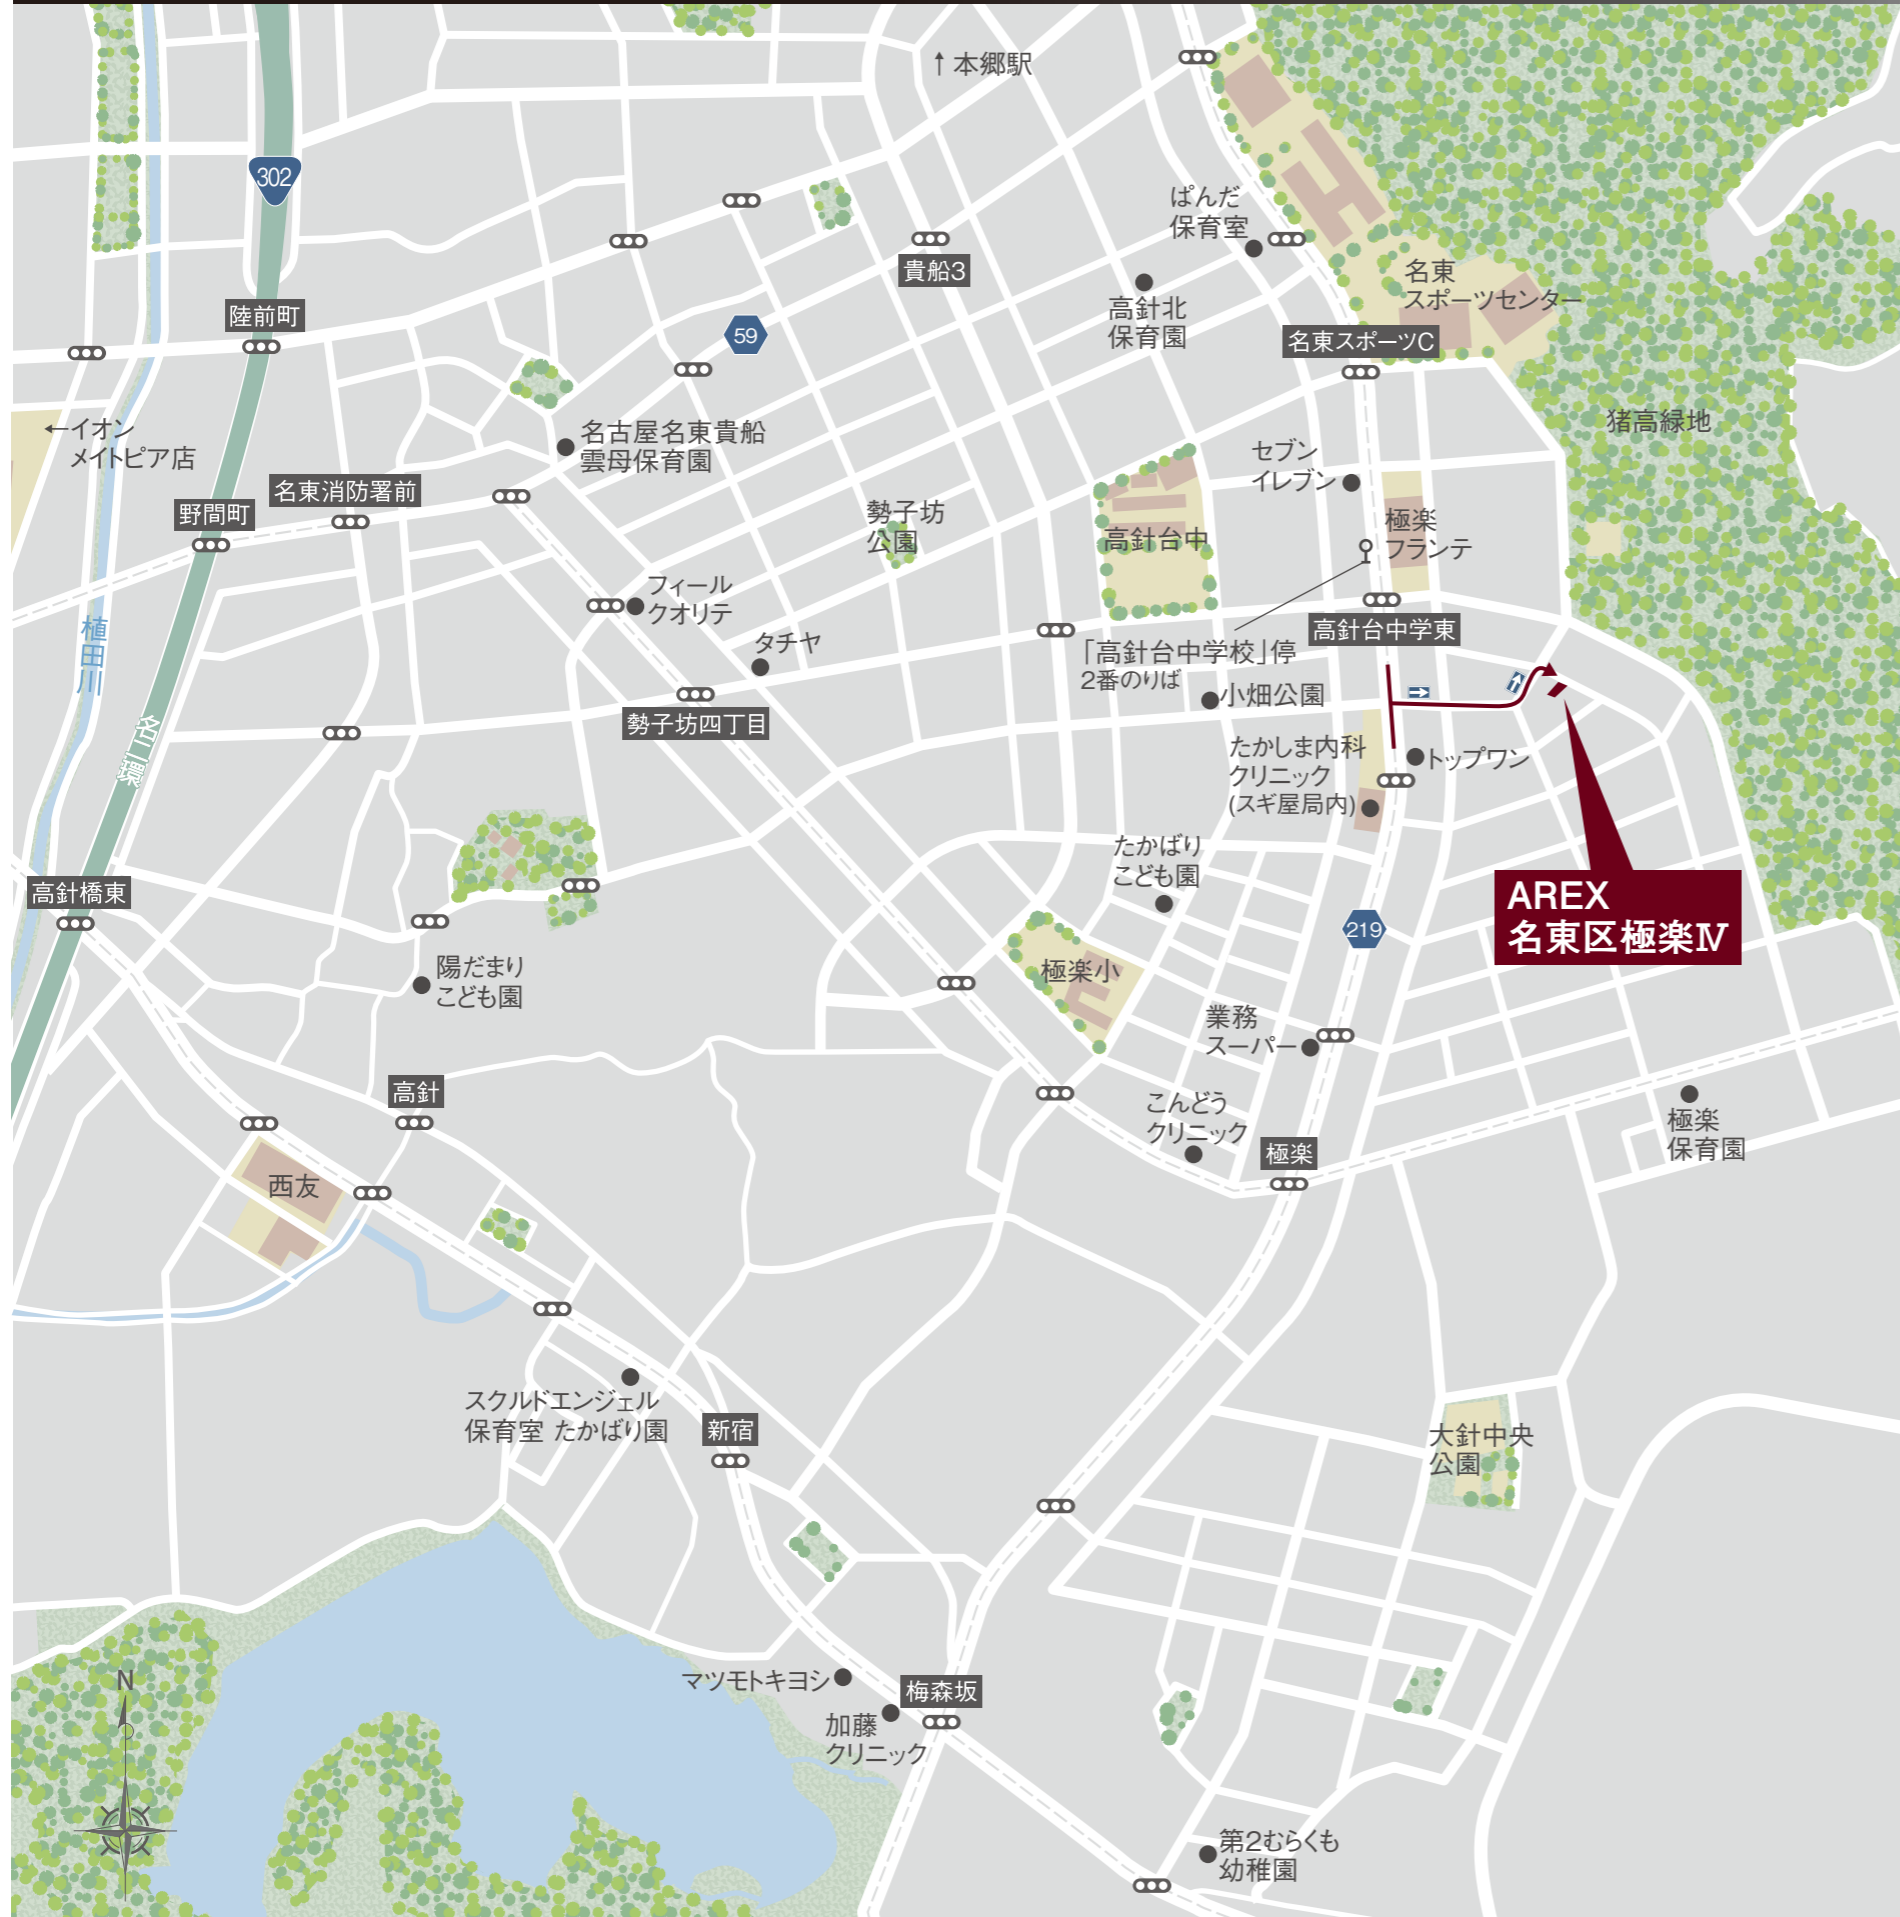 ↑本郷駅
302
ぱんだ
保育室
貴船3
名東
スポーツセンター
高針北
保育園
陸前町
59
名東スポーツC
←イオン
メイトピア店
名古屋名東貴船
雲母保育園
猪高緑地
セブン
イレブン
名東消防署前
野間町
勢子坊
公園
高針台中
極楽
フランテ
フィール
クオリテ
植田川
タチヤ
高針台中学東
「高針台中学校」停
2番のりば
小畑公園
勢子坊四丁目
名二環
たかしま内科
クリニック
(スギ薬局内)
トップワン
たかばり
こども園
高針橋東
AREX
名東区極楽Ⅳ
219
陽だまり
こども園
極楽小
業務
スーパー
高針
こんどう
クリニック
極楽
極楽
保育園
西友
スクルドエンジェル
保育室 たかばり園
新宿
大針中央
公園
N
マツモトキヨシ
梅森坂
加藤
クリニック
第2むらくも
幼稚園